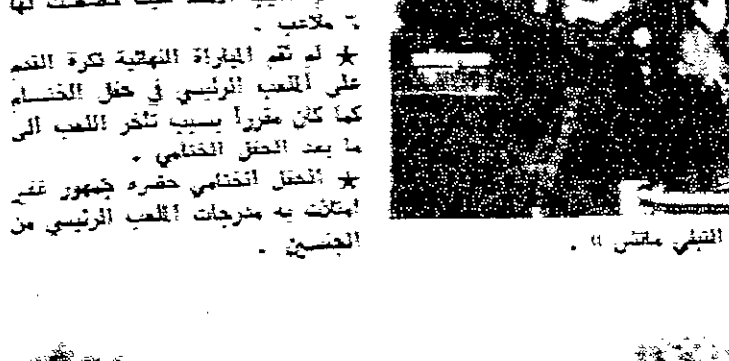 ملاعب .
★ لم تقم المباراة النهائية لكرة القدم
على الملعب الرئيسي في حفل الختام
كما كان مقرراً بسبب تأخر اللعب الى
ما بعد الحفل الختامي .
★ الحفل الختامي حضره جمهور غفير
امتلأت به مدرجات الملعب الرئيسي من
الجنسين .